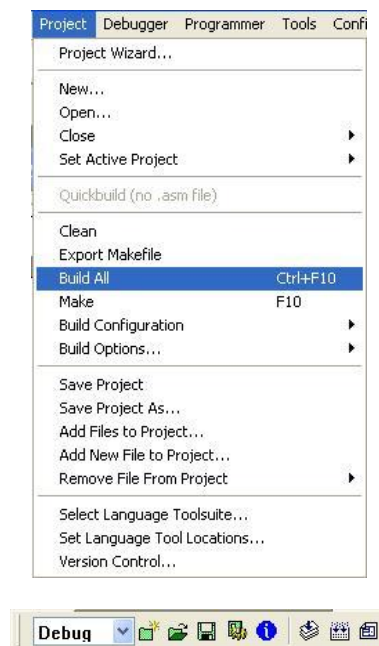 Project Debugger Programmer Tools Confi
Project Wizard...
New...
Open...
Close
Set Active Project
Quickbuild (no .asm file)
Clean
Export Makefile
Build All Ctrl+F10
Make F10
Build Configuration
Build Options...
Save Project
Save Project As...
Add Files to Project...
Add New File to Project...
Remove File From Project
Select Language Toolsuite...
Set Language Tool Locations...
Version Control...
Debug